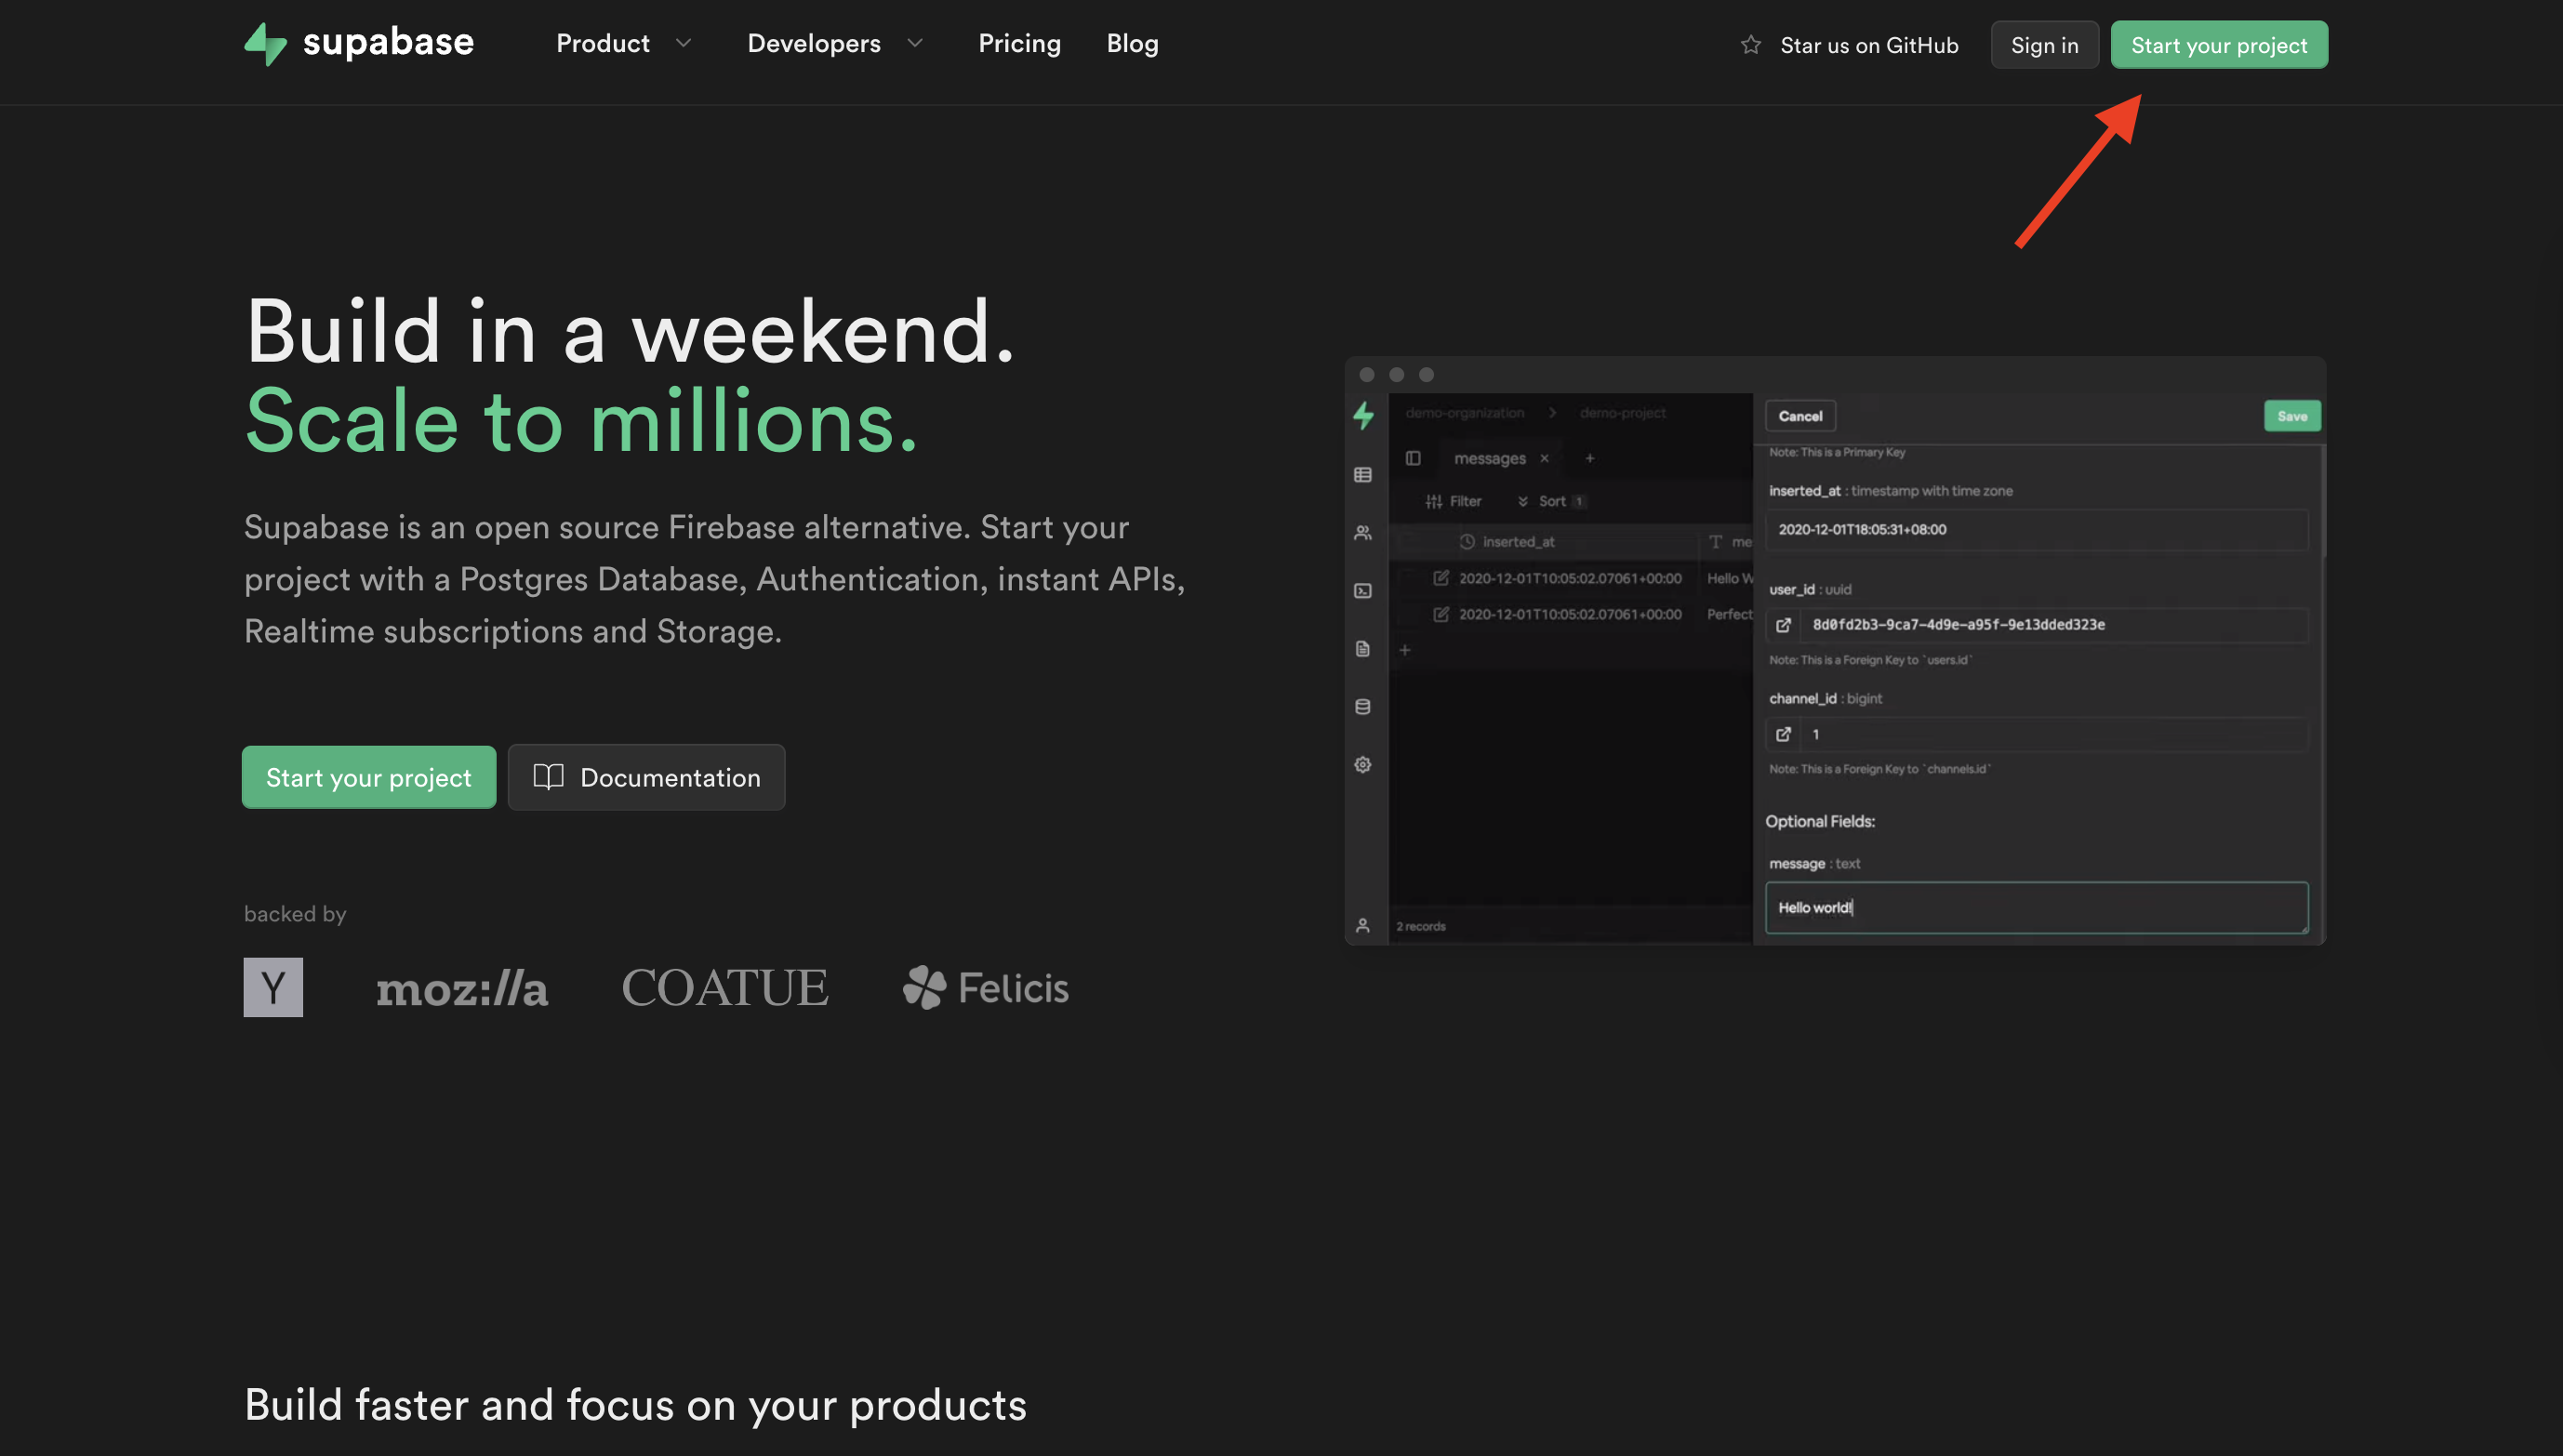 supabase
Product
Developers
Pricing
Blog
Star us on GitHub
Sign in
Start your project
Build in a weekend.
Scale to millions.
Supabase is an open source Firebase alternative. Start your
project with a Postgres Database, Authentication, instant APIs,
Realtime subscriptions and Storage.
Start your project
Documentation
backed by
Y
moz://a
COATUE
Felicis
demo-organization > demo-project
messages × +
Filter
Sort 1
inserted_at
T me
2020-12-01T10:05:02.07061+00:00
Hello W
2020-12-01T10:05:02.07061+00:00
Perfect
+
2 records
Cancel
Save
Note: This is a Primary Key
inserted_at : timestamp with time zone
2020-12-01T18:05:31+08:00
user_id : uuid
8d0fd2b3-9ca7-4d9e-a95f-9e13dded323e
Note: This is a Foreign Key to `users.id`
channel_id : bigint
1
Note: This is a Foreign Key to `channels.id`
Optional Fields:
message : text
Hello world!
Build faster and focus on your products